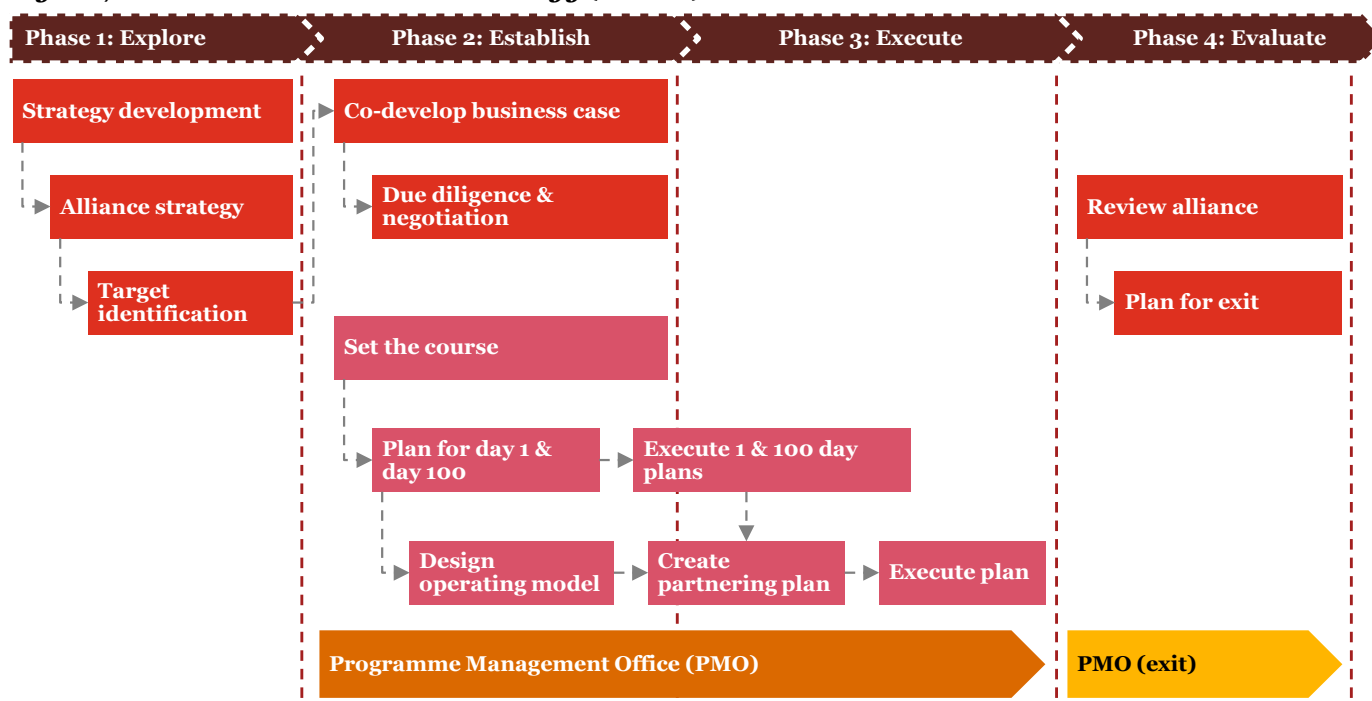 Phase 1: Explore
Phase 2: Establish
Phase 3: Execute
Phase 4: Evaluate
Strategy development
Co-develop business case
Alliance strategy
Due diligence &
negotiation
Review alliance
Target
identification
Plan for exit
Set the course
Plan for day 1 &
day 100
Execute 1 & 100 day
plans
Design
operating model
Create
partnering plan
Execute plan
Programme Management Office (PMO)
PMO (exit)